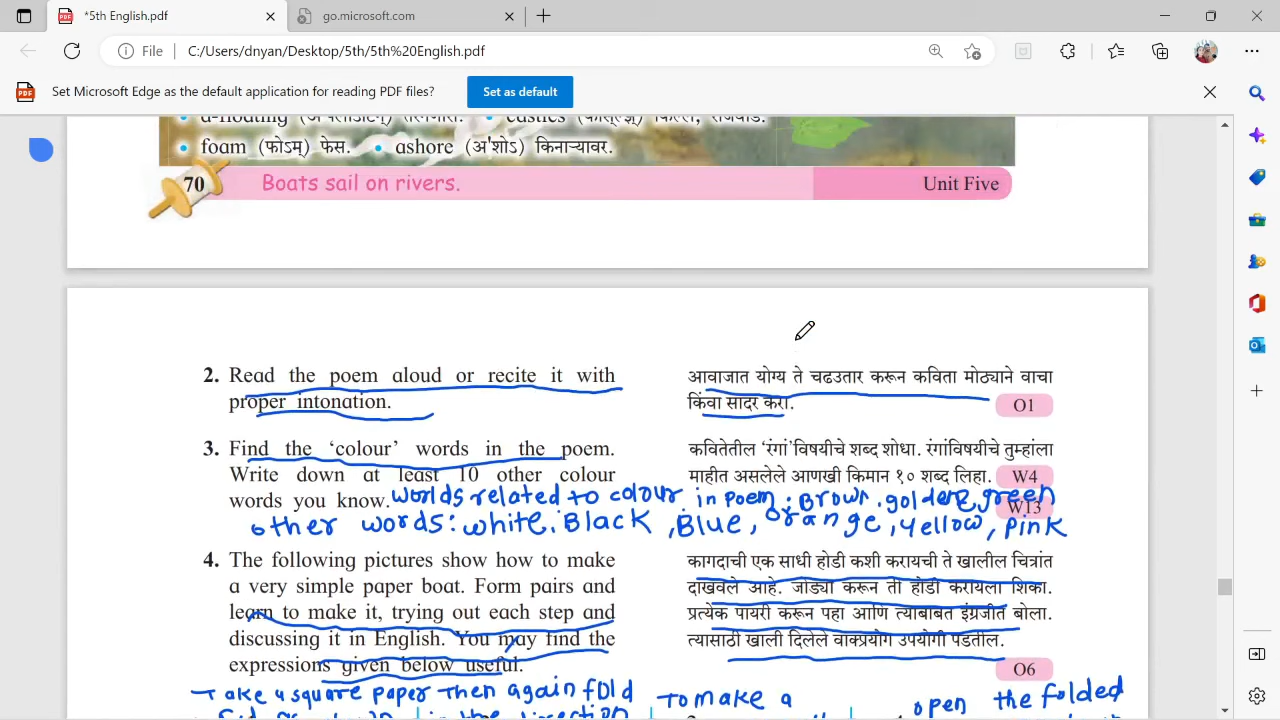 *5th English.pdf
go.microsoft.com
File C:/Users/dnyan/Desktop/5th/5th%20English.pdf
Set Microsoft Edge as the default application for reading PDF files? Set as default
• foam (फोऽम्) फेस. • ashore (अ'शोऽ) किनाऱ्यावर.
70 Boats sail on rivers. Unit Five
2. Read the poem aloud or recite it with
proper intonation.
आवाजात योग्य ते चढउतार करून कविता मोठ्याने वाचा
किंवा सादर करा. O1
3. Find the ‘colour’ words in the poem.
Write down at least 10 other colour
words you know.
कवितेतील ‘रंगां’विषयीचे शब्द शोधा. रंगांविषयीचे तुम्हांला
माहीत असलेले आणखी किमान १० शब्द लिहा. W4
W13
worlds related to colour in poem : Brown, golden, green
other words: white. Black, Blue, orange, yellow, pink
4. The following pictures show how to make
a very simple paper boat. Form pairs and
learn to make it, trying out each step and
discussing it in English. You may find the
expressions given below useful.
कागदाची एक साधी होडी कशी करायची ते खालील चित्रांत
दाखवले आहे. जोड्या करून ती होडी करायला शिका.
प्रत्येक पायरी करून पहा आणि त्याबाबत इंग्रजीत बोला.
त्यासाठी खाली दिलेले वाक्प्रयोग उपयोगी पडतील.
O6
Take a square paper Then again fold
To make a
open the folded
in the direction